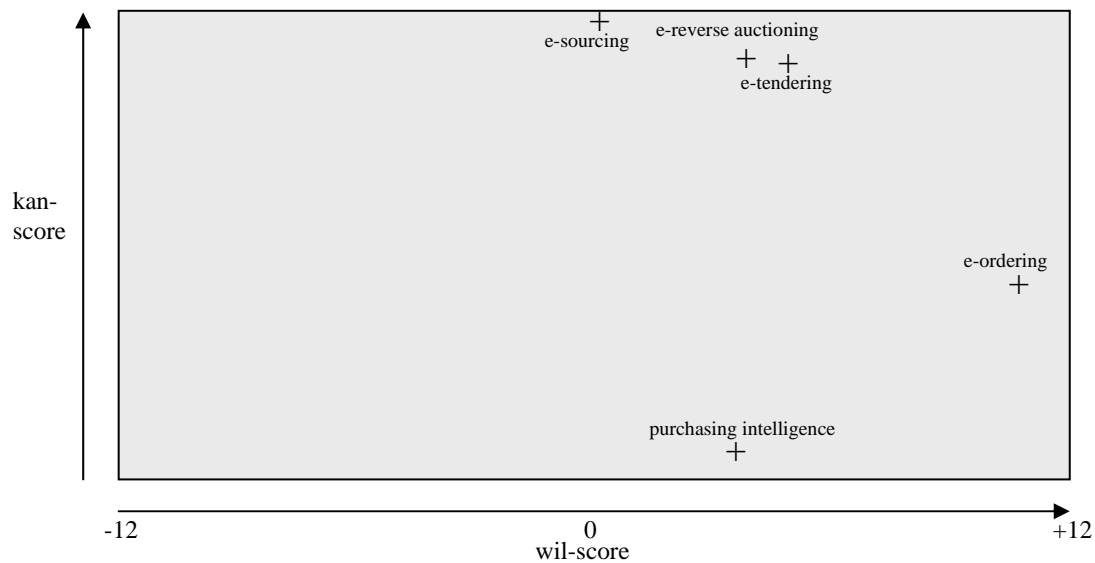 e-reverse auctioning
e-sourcing
e-tendering
kan-
score
e-ordering
purchasing intelligence
-12
0
+12
wil-score